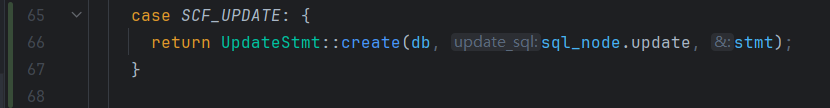 65 case SCF_UPDATE: {
66 return UpdateStmt::create(db, update_sql: sql_node.update, &: stmt);
67 }
68